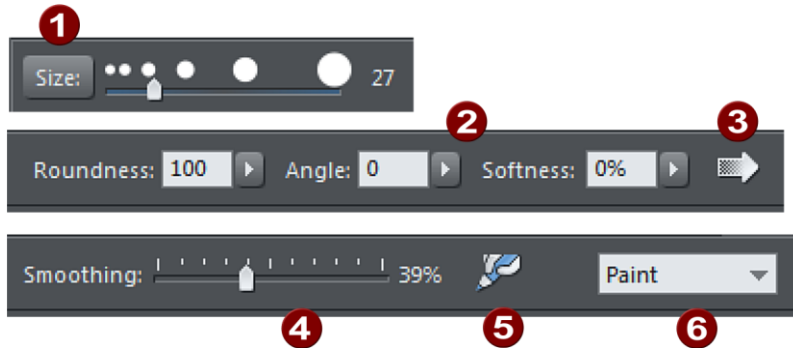 1
Size: 27
2 3
Roundness: 100 Angle: 0 Softness: 0%
Smoothing: 39% Paint
4 5 6